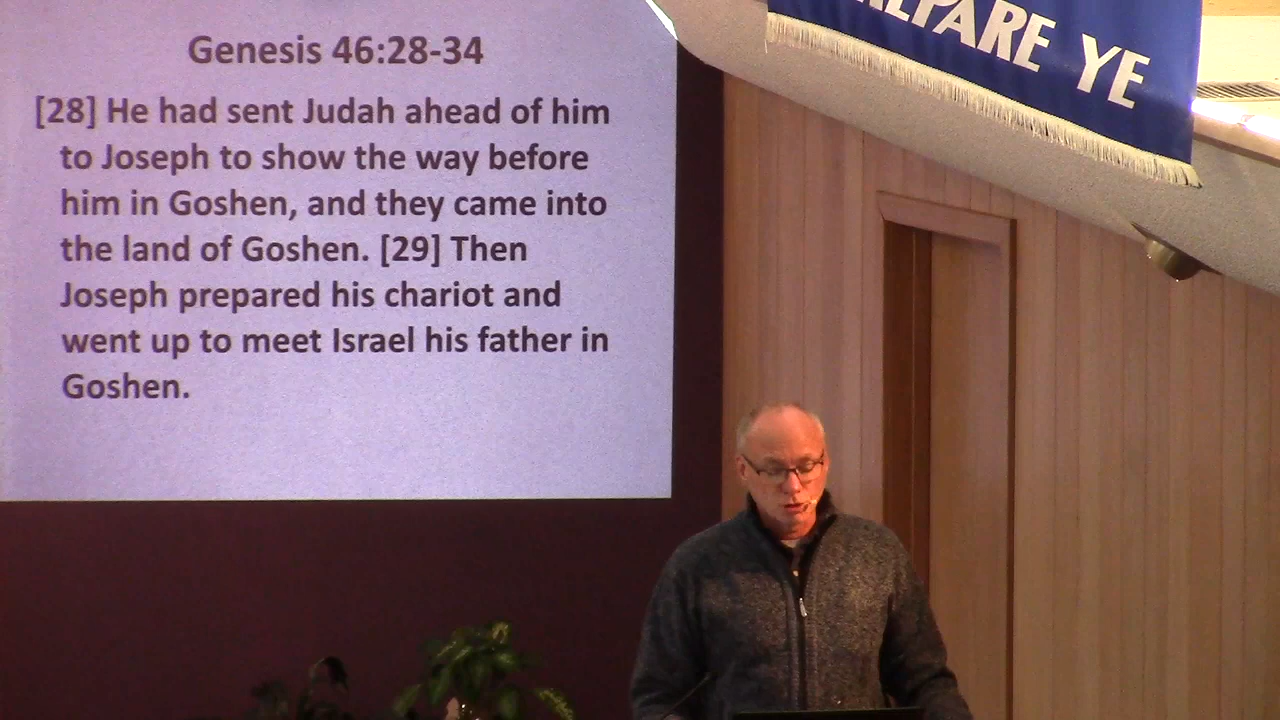 Genesis 46:28-34
[28] He had sent Judah ahead of him
to Joseph to show the way before
him in Goshen, and they came into
the land of Goshen. [29] Then
Joseph prepared his chariot and
went up to meet Israel his father in
Goshen.
YE